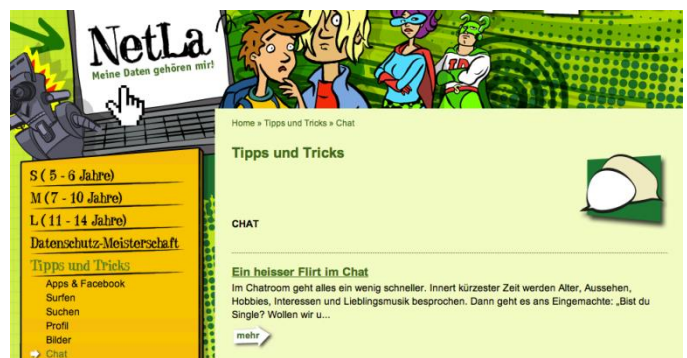 NetLa
Meine Daten gehören mir!
Home » Tipps und Tricks » Chat
Tipps und Tricks
CHAT
S ( 5 - 6 Jahre)
M (7 - 10 Jahre)
L ( 11 - 14 Jahre)
Datenschutz-Meisterschaft
Tipps und Tricks
Apps & Facebook
Surfen
Suchen
Profil
Bilder
Chat
Ein heisser Flirt im Chat
Im Chatroom geht alles ein wenig schneller. Innert kürzester Zeit werden Alter, Aussehen,
Hobbies, Interessen und Lieblingsmusik besprochen. Dann geht es ans Eingemachte: „Bist du
Single? Wollen wir u...
mehr